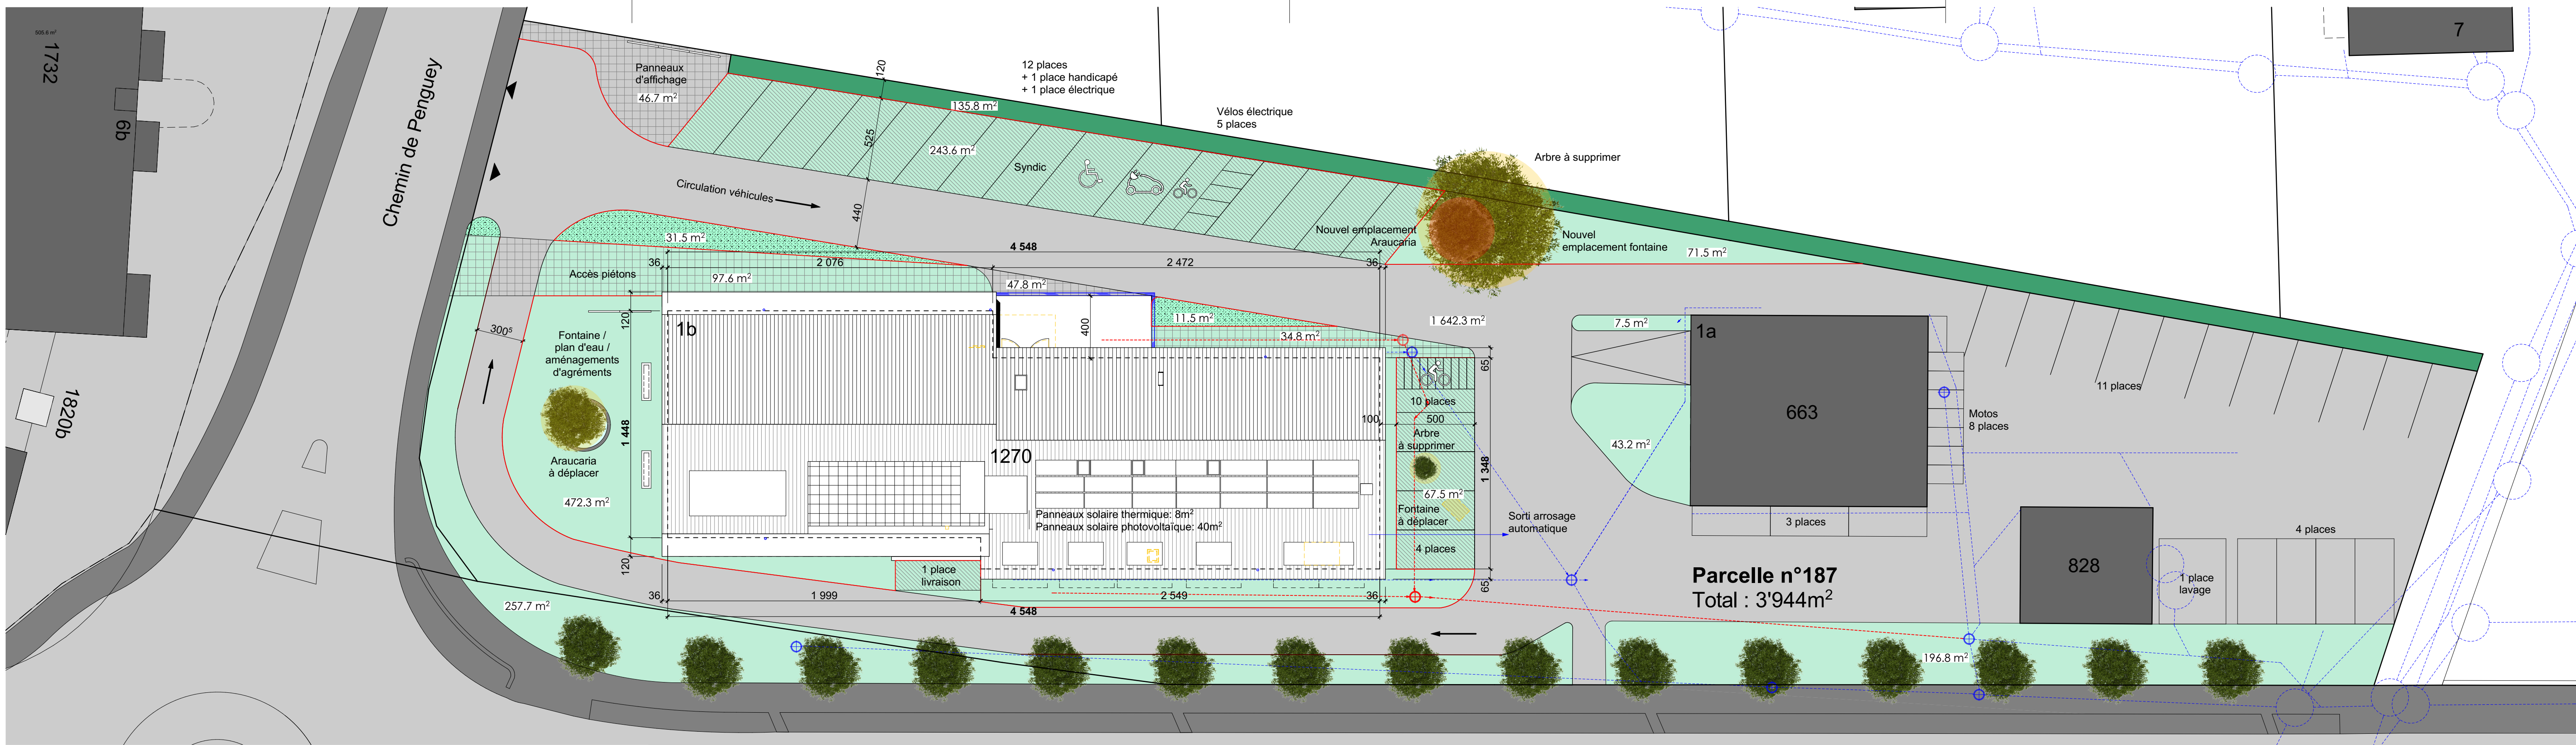 505.6 m²
1732
6b
1820b
Chemin de Penguey
Panneaux
d'affichage
46.7 m²
120
12 places
+ 1 place handicapé
+ 1 place électrique
135.8 m²
Vélos électrique
5 places
525
243.6 m²
Syndic
Arbre à supprimer
7
Circulation véhicules
440
Nouvel emplacement
Araucaria
Nouvel
emplacement fontaine
71.5 m²
31.5 m²
4 548
36
2 076
2 472
36
Accès piétons
97.6 m²
47.8 m²
120
1b
400
11.5 m²
34.8 m²
1 642.3 m²
7.5 m²
1a
300⁵
Fontaine /
plan d'eau /
aménagements
d'agréments
65
10 places
100
500
663
11 places
Motos
8 places
1 448
Araucaria
à déplacer
472.3 m²
1270
Arbre
à supprimer
1 348
43.2 m²
67.5 m²
Panneaux solaire thermique: 8m²
Panneaux solaire photovoltaïque: 40m²
Fontaine
à déplacer
Sorti arrosage
automatique
3 places
4 places
4 places
120
1 place
livraison
65
828
1 place
lavage
Parcelle n°187
Total : 3'944m²
257.7 m²
36
1 999
2 549
36
4 548
196.8 m²